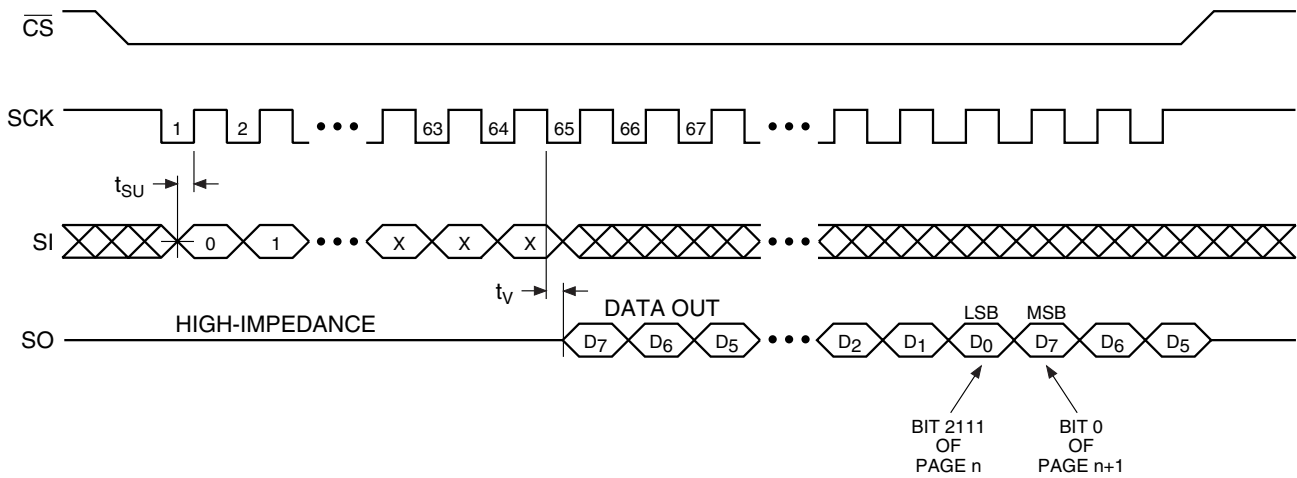 CS
SCK
1 2 ••• 63 64 65 66 67 •••
tSU
SI
0 1 ••• X X X •••
tV
DATA OUT
HIGH-IMPEDANCE
LSB MSB
SO
D7 D6 D5 ••• D2 D1 D0 D7 D6 D5
BIT 2111
OF
PAGE n
BIT 0
OF
PAGE n+1